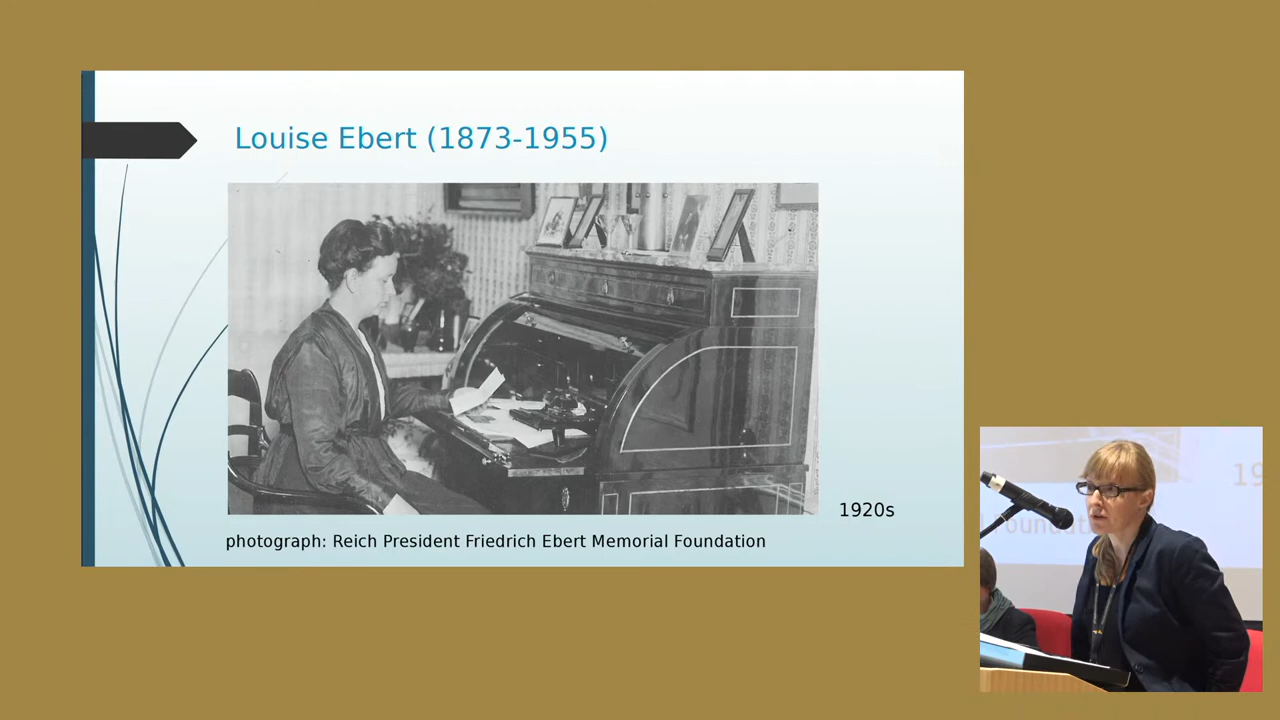 Louise Ebert (1873-1955)
1920s
photograph: Reich President Friedrich Ebert Memorial Foundation